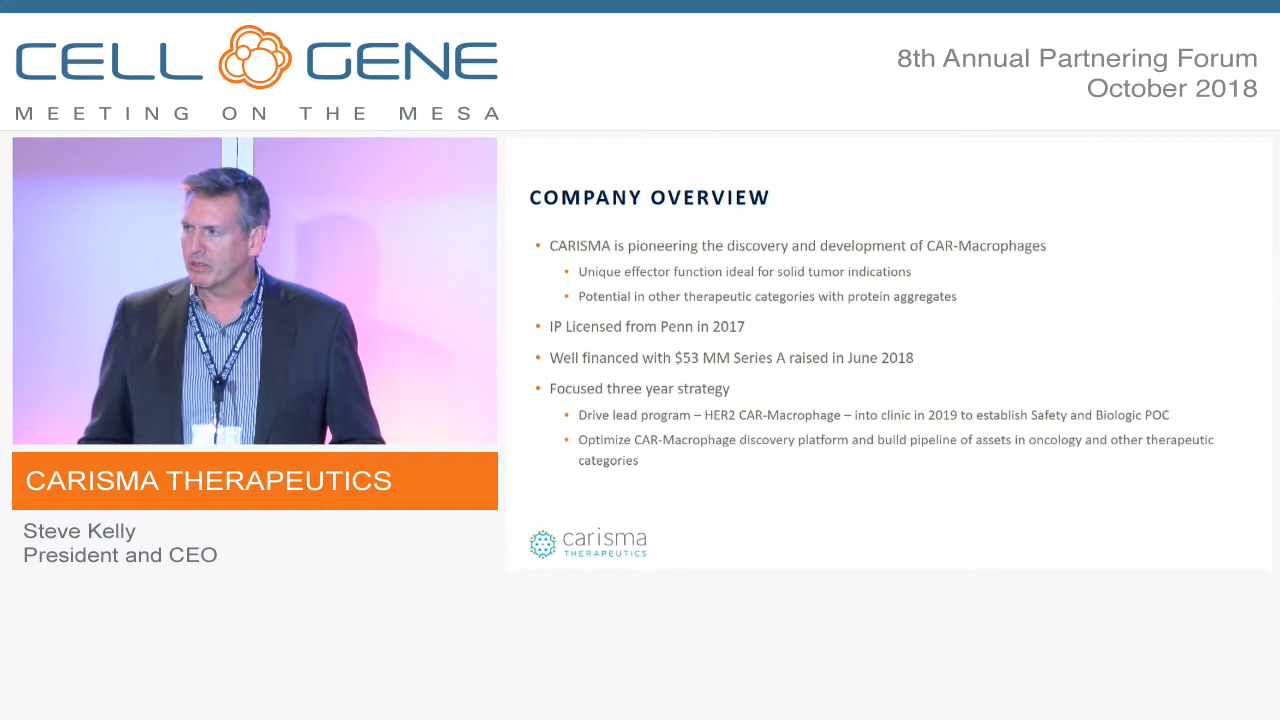 CELL GENE
MEETING ON THE MESA
8th Annual Partnering Forum
October 2018
COMPANY OVERVIEW
• CARISMA is pioneering the discovery and development of CAR-Macrophages
• Unique effector function ideal for solid tumor indications
• Potential in other therapeutic categories with protein aggregates
• IP Licensed from Penn in 2017
• Well financed with $53 MM Series A raised in June 2018
• Focused three year strategy
• Drive lead program – HER2 CAR-Macrophage – into clinic in 2019 to establish Safety and Biologic POC
• Optimize CAR-Macrophage discovery platform and build pipeline of assets in oncology and other therapeutic
categories
carisma
THERAPEUTICS
CARISMA THERAPEUTICS
Steve Kelly
President and CEO